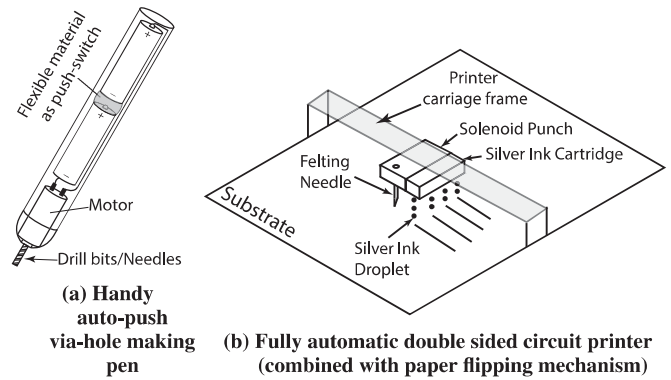 Flexible material
as push-switch
+
−
+
−
Motor
Drill bits/Needles
(a) Handy
auto-push
via-hole making
pen
Printer
carriage frame
Solenoid Punch
Silver Ink Cartridge
Felting
Needle
Substrate
Silver Ink
Droplet
(b) Fully automatic double sided circuit printer
(combined with paper flipping mechanism)